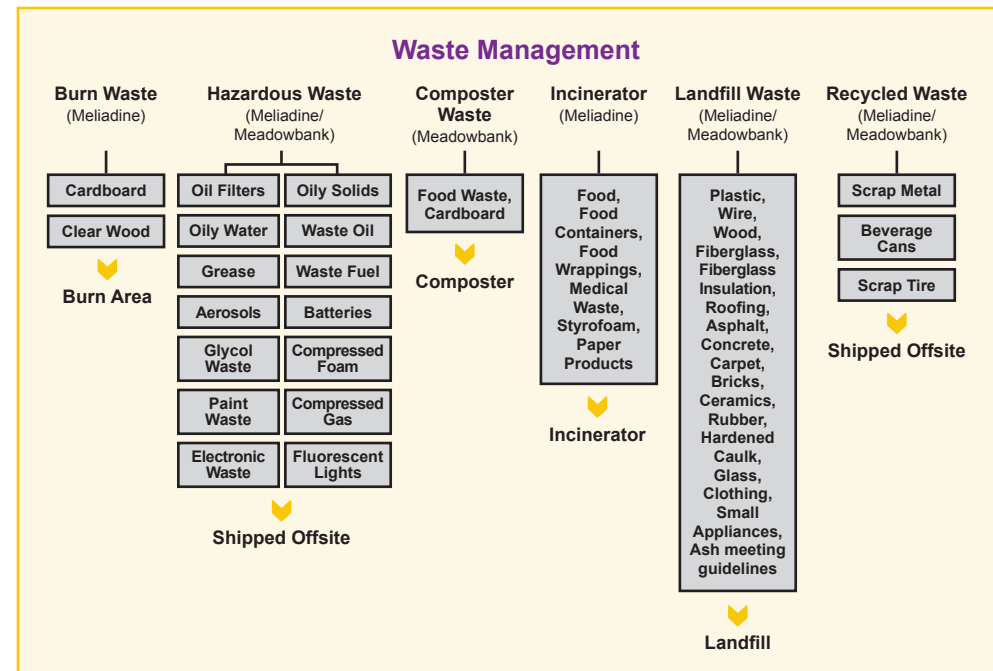 Waste Management
Burn Waste
(Meliadine)
Cardboard
Clear Wood
Burn Area
Hazardous Waste
(Meliadine/
Meadowbank)
Oil Filters
Oily Solids
Oily Water
Waste Oil
Grease
Waste Fuel
Aerosols
Batteries
Glycol
Waste
Compressed
Foam
Paint
Waste
Compressed
Gas
Electronic
Waste
Fluorescent
Lights
Shipped Offsite
Composter
Waste
(Meadowbank)
Food Waste,
Cardboard
Composter
Incinerator
(Meliadine)
Food,
Food
Containers,
Food
Wrappings,
Medical
Waste,
Styrofoam,
Paper
Products
Incinerator
Landfill Waste
(Meliadine/
Meadowbank)
Plastic,
Wire,
Wood,
Fiberglass,
Fiberglass
Insulation,
Roofing,
Asphalt,
Concrete,
Carpet,
Bricks,
Ceramics,
Rubber,
Hardened
Caulk,
Glass,
Clothing,
Small
Appliances,
Ash meeting
guidelines
Landfill
Recycled Waste
(Meliadine/
Meadowbank)
Scrap Metal
Beverage
Cans
Scrap Tire
Shipped Offsite